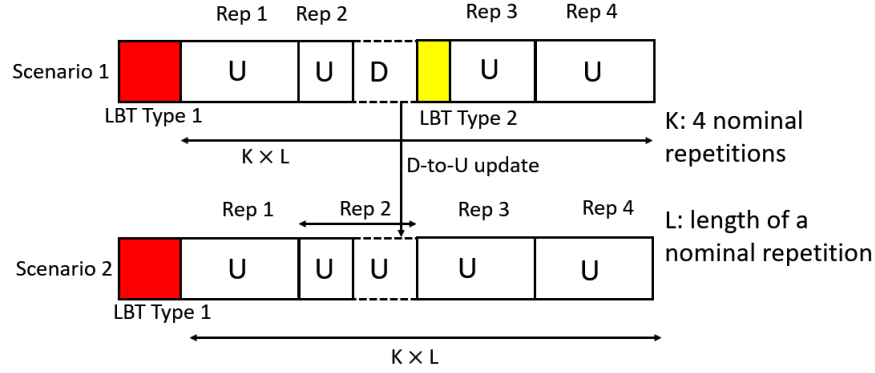 Rep 1 Rep 2 Rep 3 Rep 4
Scenario 1 U U D U U
LBT Type 1 LBT Type 2
K × L
K: 4 nominal
repetitions
D-to-U update
Rep 1 Rep 2 Rep 3 Rep 4
L: length of a
nominal repetition
Scenario 2 U U U U U
LBT Type 1
K × L